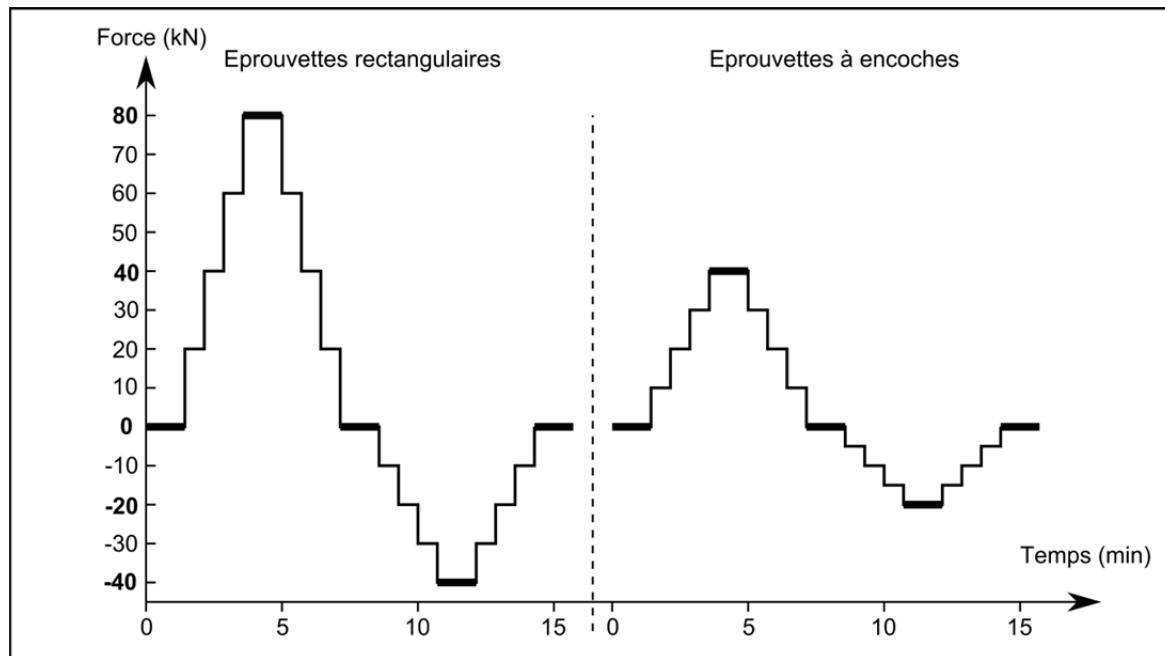 Force (kN)
Eprouvettes rectangulaires
Eprouvettes à encoches
80
70
60
50
40
30
20
10
0
-10
-20
-30
-40
Temps (min)
0 5 10 15 0 5 10 15